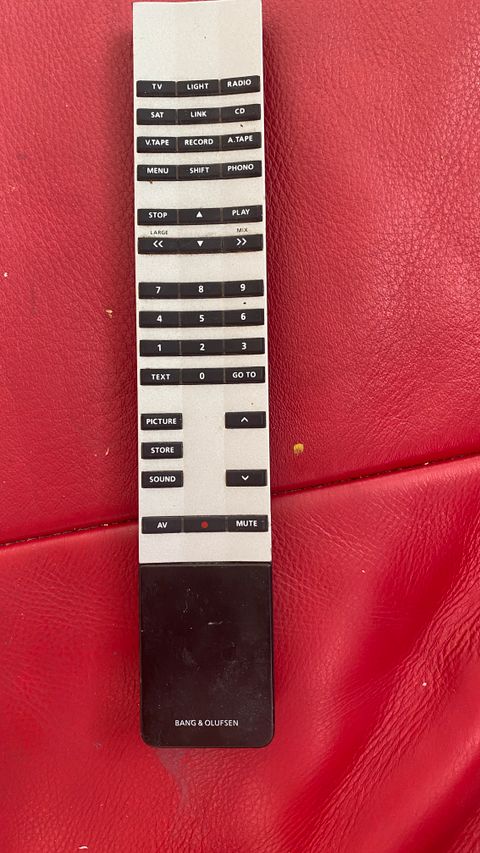 TV LIGHT RADIO
SAT LINK CD
V.TAPE RECORD A.TAPE
MENU SHIFT PHONO
STOP ▲ PLAY
LARGE MIX
<< ▼ >>
7 8 9
4 5 6
1 2 3
TEXT 0 GO TO
PICTURE
STORE
SOUND
AV MUTE
BANG & OLUFSEN